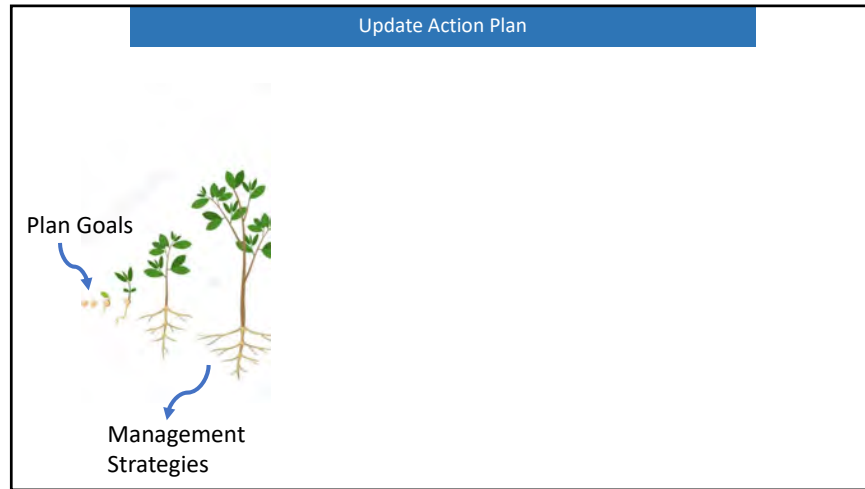 Update Action Plan
Plan Goals
Management
Strategies